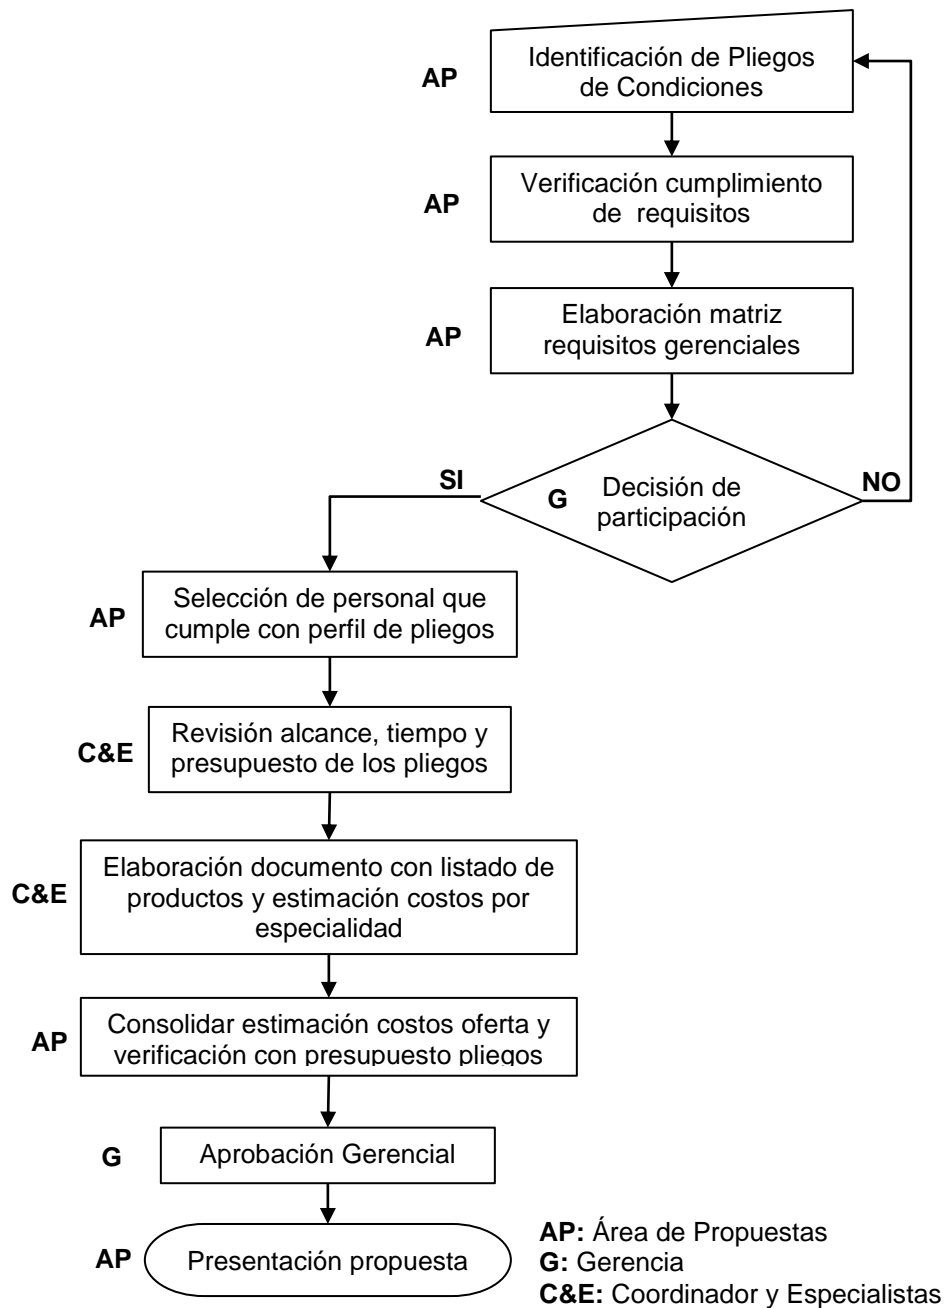 Identificación de Pliegos
de Condiciones
AP
Verificación cumplimiento
de requisitos
AP
Elaboración matriz
requisitos gerenciales
AP
SI
NO
G
Decisión de
participación
Selección de personal que
cumple con perfil de pliegos
AP
Revisión alcance, tiempo y
presupuesto de los pliegos
C&E
Elaboración documento con listado de
productos y estimación costos por
especialidad
C&E
Consolidar estimación costos oferta y
verificación con presupuesto pliegos
AP
Aprobación Gerencial
G
Presentación propuesta
AP
AP: Área de Propuestas
G: Gerencia
C&E: Coordinador y Especialistas